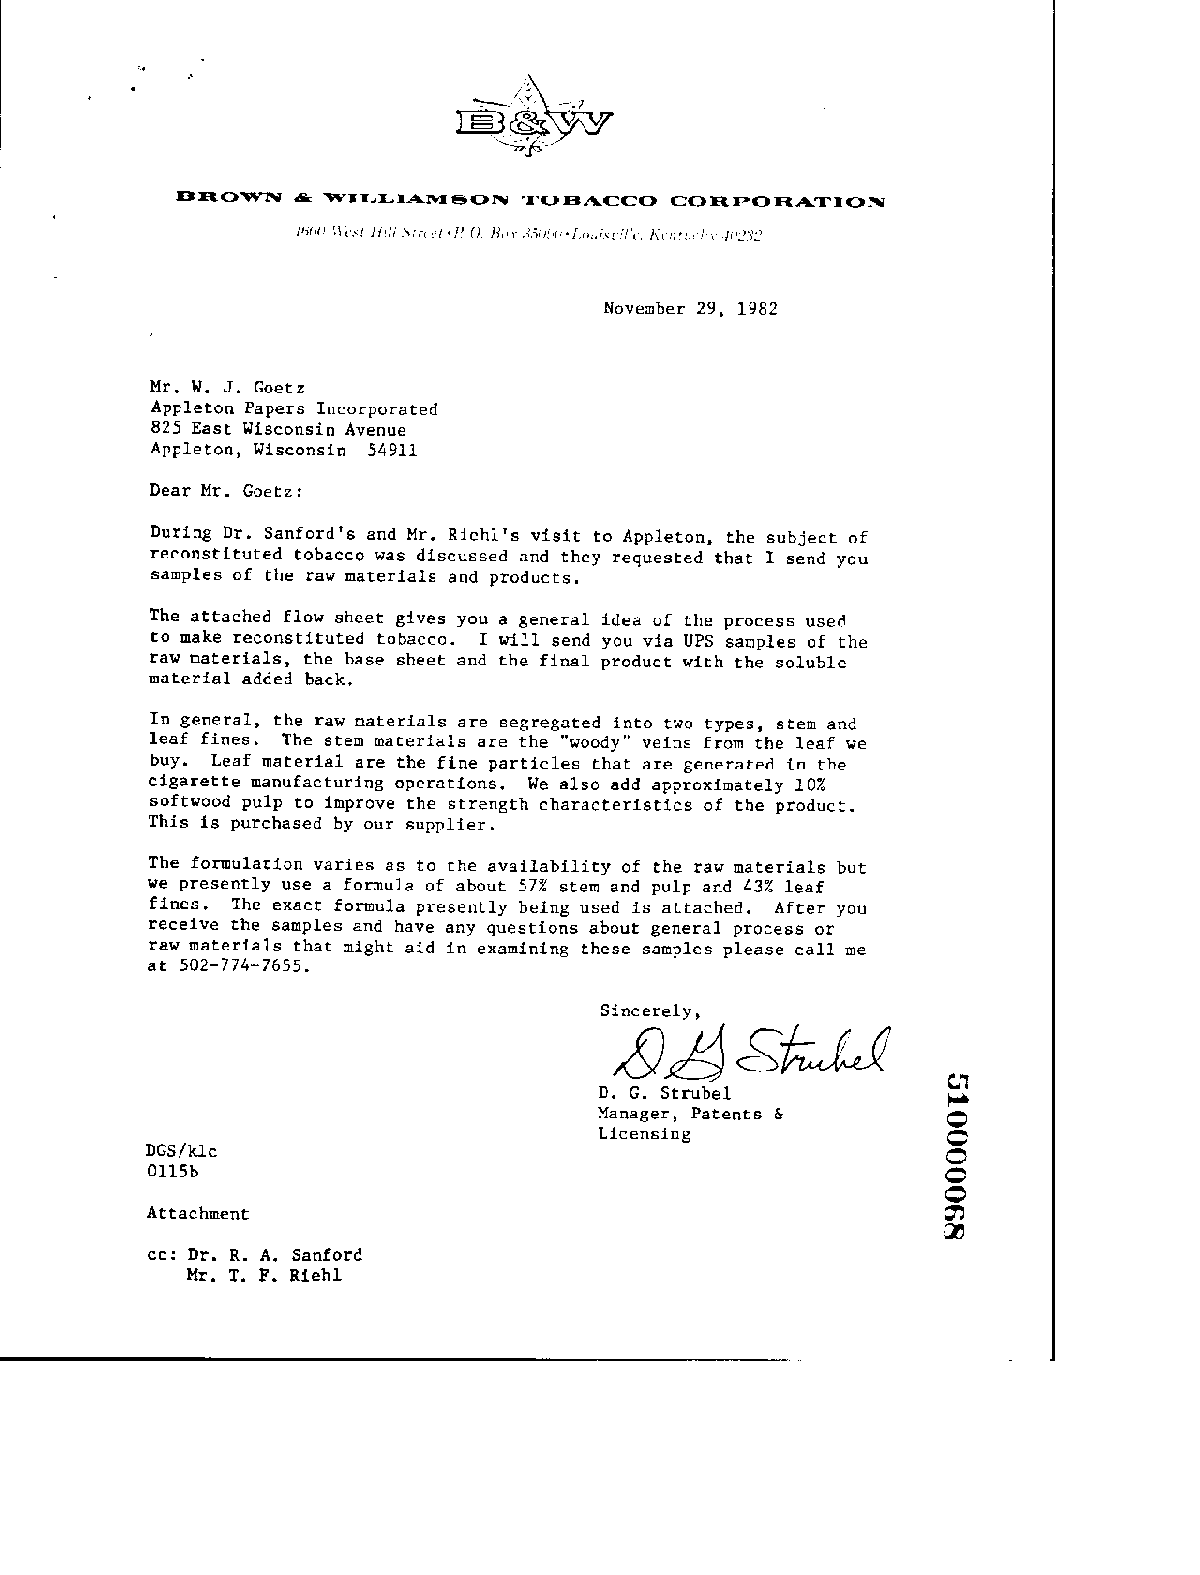 B&W
BROWN & WILLIAMSON TOBACCO CORPORATION
1600 West Hill Street • P.O. Box 35090 • Louisville, Kentucky 40232
November 29, 1982
Mr. W. J. Goetz
Appleton Papers Incorporated
825 East Wisconsin Avenue
Appleton, Wisconsin 54911
Dear Mr. Goetz:
During Dr. Sanford's and Mr. Riehl's visit to Appleton, the subject of
reconstituted tobacco was discussed and they requested that I send you
samples of the raw materials and products.
The attached flow sheet gives you a general idea of the process used
to make reconstituted tobacco. I will send you via UPS samples of the
raw materials, the base sheet and the final product with the soluble
material added back.
In general, the raw materials are segregated into two types, stem and
leaf fines. The stem materials are the "woody" veins from the leaf we
buy. Leaf material are the fine particles that are generated in the
cigarette manufacturing operations. We also add approximately 10%
softwood pulp to improve the strength characteristics of the product.
This is purchased by our supplier.
The formulation varies as to the availability of the raw materials but
we presently use a formula of about 57% stem and pulp and 43% leaf
fines. The exact formula presently being used is attached. After you
receive the samples and have any questions about general process or
raw materials that might aid in examining these samples please call me
at 502-774-7655.
Sincerely,
D G Strubel
D. G. Strubel
Manager, Patents &
Licensing
DGS/klc
0115b
Attachment
cc: Dr. R. A. Sanford
Mr. T. F. Riehl
510000068